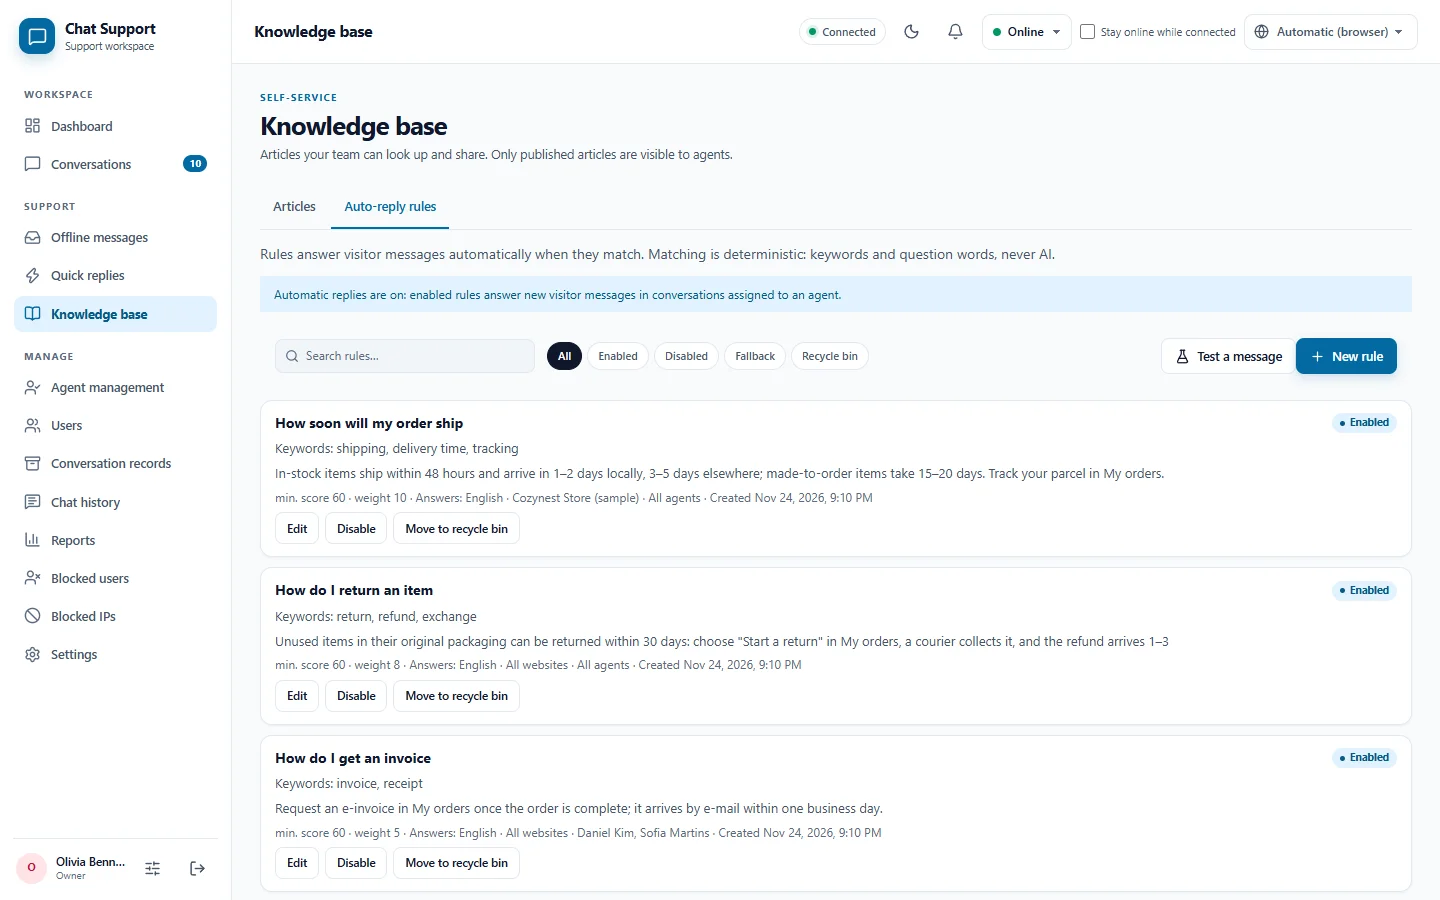 Chat Support
Support workspace
WORKSPACE
Dashboard
Conversations
10
SUPPORT
Offline messages
Quick replies
Knowledge base
MANAGE
Agent management
Users
Conversation records
Chat history
Reports
Blocked users
Blocked IPs
Settings
O
Olivia Benn...
Owner
Knowledge base
Connected
Online
Stay online while connected
Automatic (browser)
SELF-SERVICE
Knowledge base
Articles your team can look up and share. Only published articles are visible to agents.
Articles
Auto-reply rules
Rules answer visitor messages automatically when they match. Matching is deterministic: keywords and question words, never AI.
Automatic replies are on: enabled rules answer new visitor messages in conversations assigned to an agent.
Search rules...
All
Enabled
Disabled
Fallback
Recycle bin
Test a message
New rule
How soon will my order ship
Enabled
Keywords: shipping, delivery time, tracking
In-stock items ship within 48 hours and arrive in 1–2 days locally, 3–5 days elsewhere; made-to-order items take 15–20 days. Track your parcel in My orders.
min. score 60 · weight 10 · Answers: English · Cozynest Store (sample) · All agents · Created Nov 24, 2026, 9:10 PM
Edit
Disable
Move to recycle bin
How do I return an item
Enabled
Keywords: return, refund, exchange
Unused items in their original packaging can be returned within 30 days: choose "Start a return" in My orders, a courier collects it, and the refund arrives 1–3
min. score 60 · weight 8 · Answers: English · All websites · All agents · Created Nov 24, 2026, 9:10 PM
Edit
Disable
Move to recycle bin
How do I get an invoice
Enabled
Keywords: invoice, receipt
Request an e-invoice in My orders once the order is complete; it arrives by e-mail within one business day.
min. score 60 · weight 5 · Answers: English · All websites · Daniel Kim, Sofia Martins · Created Nov 24, 2026, 9:10 PM
Edit
Disable
Move to recycle bin